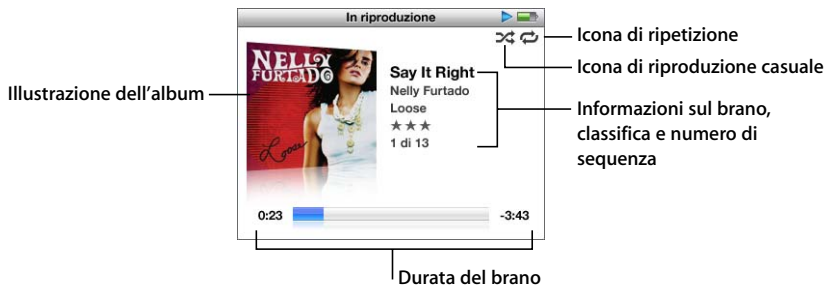 In riproduzione
Icona di ripetizione
Icona di riproduzione casuale
Illustrazione dell'album
NELLY
FURTADO
Loose
Say It Right
Nelly Furtado
Loose
★★★
1 di 13
Informazioni sul brano,
classifica e numero di
sequenza
0:23
-3:43
Durata del brano